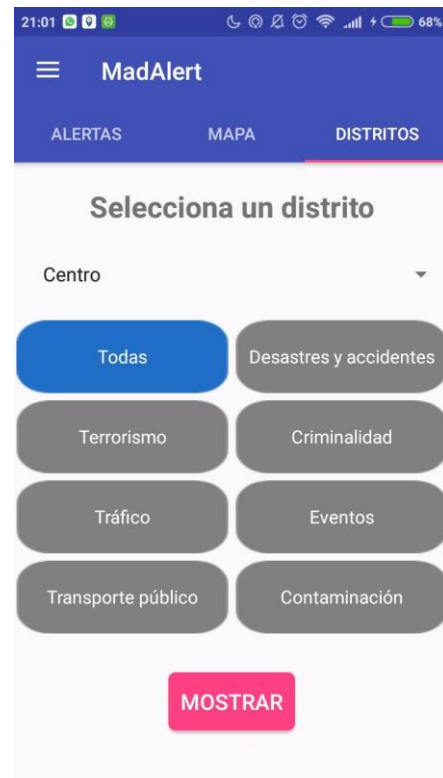 21:01 68%
MadAlert
ALERTAS MAPA DISTRITOS
Selecciona un distrito
Centro
Todas Desastres y accidentes
Terrorismo Criminalidad
Tráfico Eventos
Transporte público Contaminación
MOSTRAR